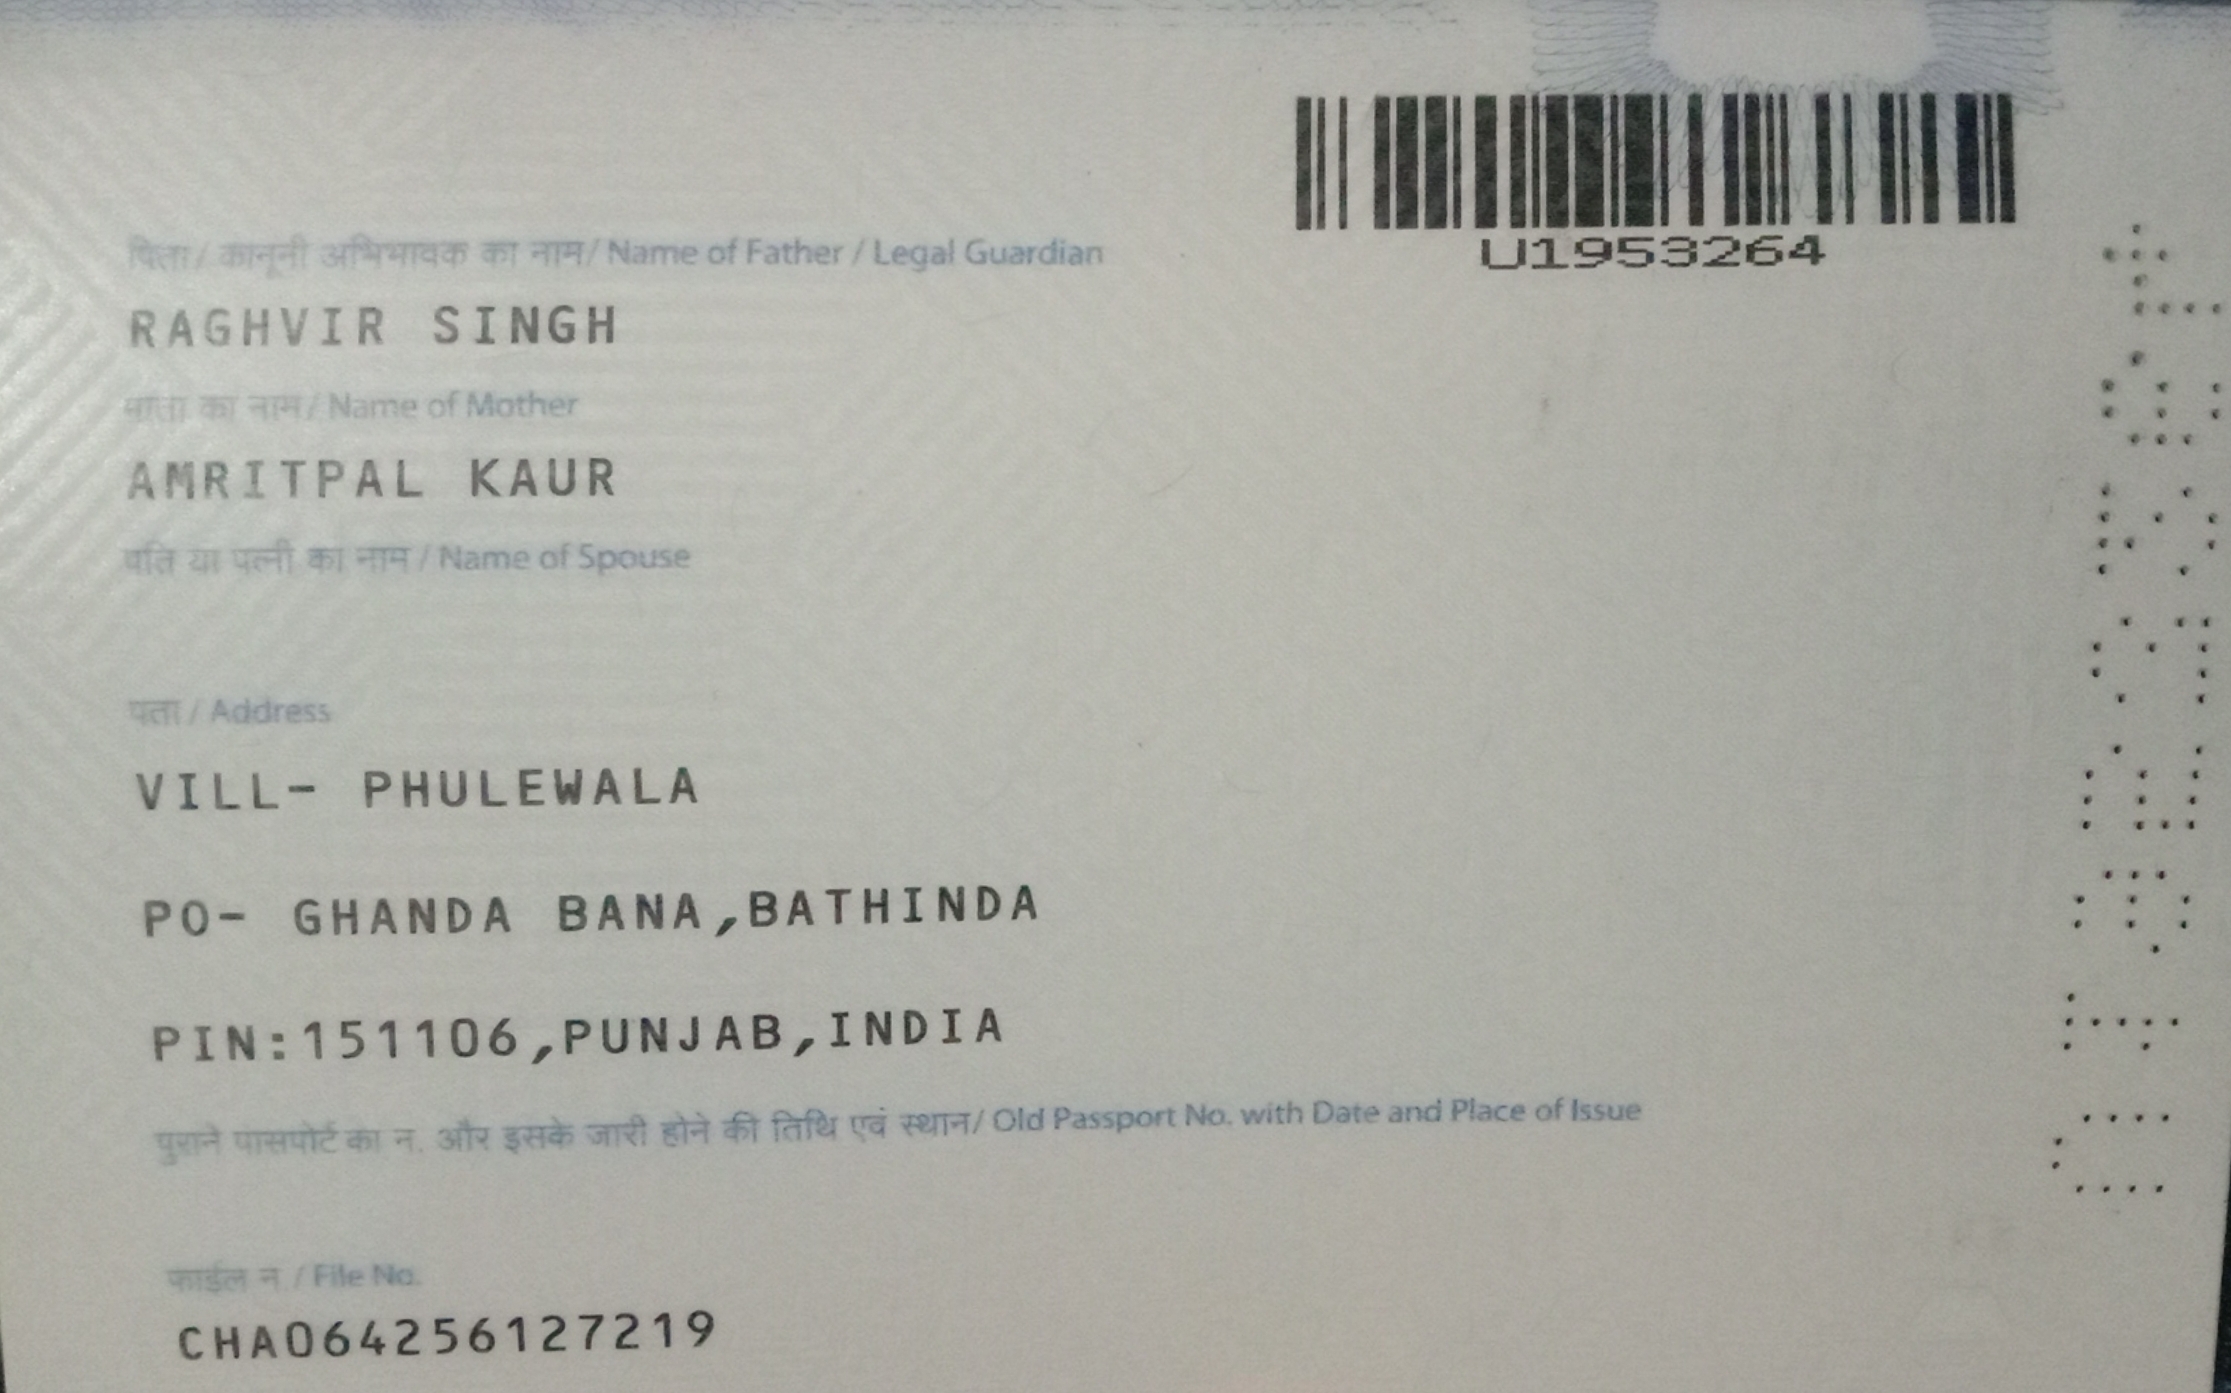 U1953264
पिता / कानूनी अभिभावक का नाम / Name of Father / Legal Guardian
RAGHVIR SINGH
माता का नाम / Name of Mother
AMRITPAL KAUR
पति या पत्नी का नाम / Name of Spouse
पता / Address
VILL- PHULEWALA
PO- GHANDA BANA,BATHINDA
PIN:151106,PUNJAB,INDIA
पुराने पासपोर्ट का न. और इसके जारी होने की तिथि एवं स्थान/ Old Passport No. with Date and Place of Issue
फाईल न / File No.
CHA064256127219
U1953264